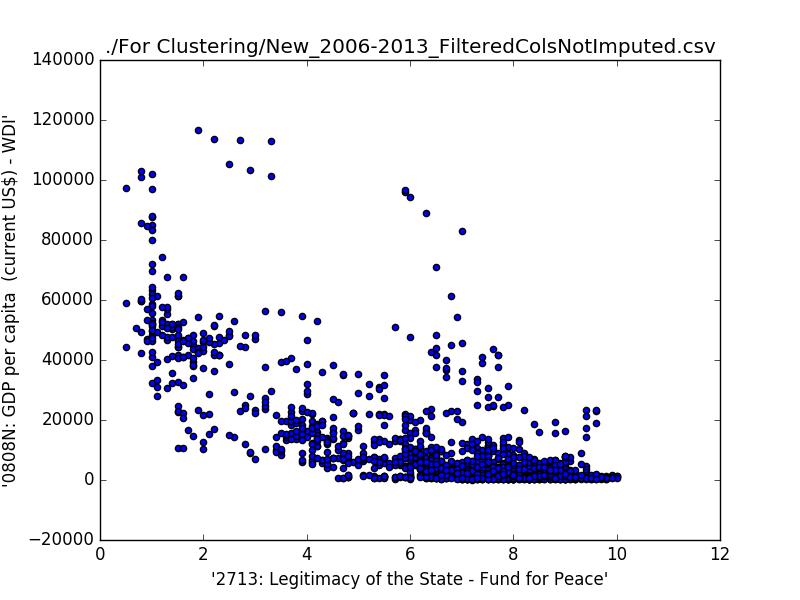 ./For Clustering/New_2006-2013_FilteredColsNotImputed.csv
140000
120000
100000
80000
60000
40000
20000
0
−20000
0 2 4 6 8 10 12
'0808N: GDP per capita  (current US$) - WDI'
'2713: Legitimacy of the State - Fund for Peace'